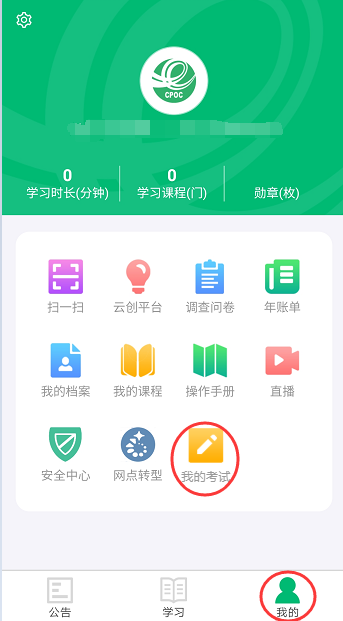 CPOC
0 0
学习时长(分钟) 学习课程(门) 勋章(枚)
扫一扫 云创平台 调查问卷 年账单
我的档案 我的课程 操作手册 直播
安全中心 网点转型 我的考试
公告 学习 我的